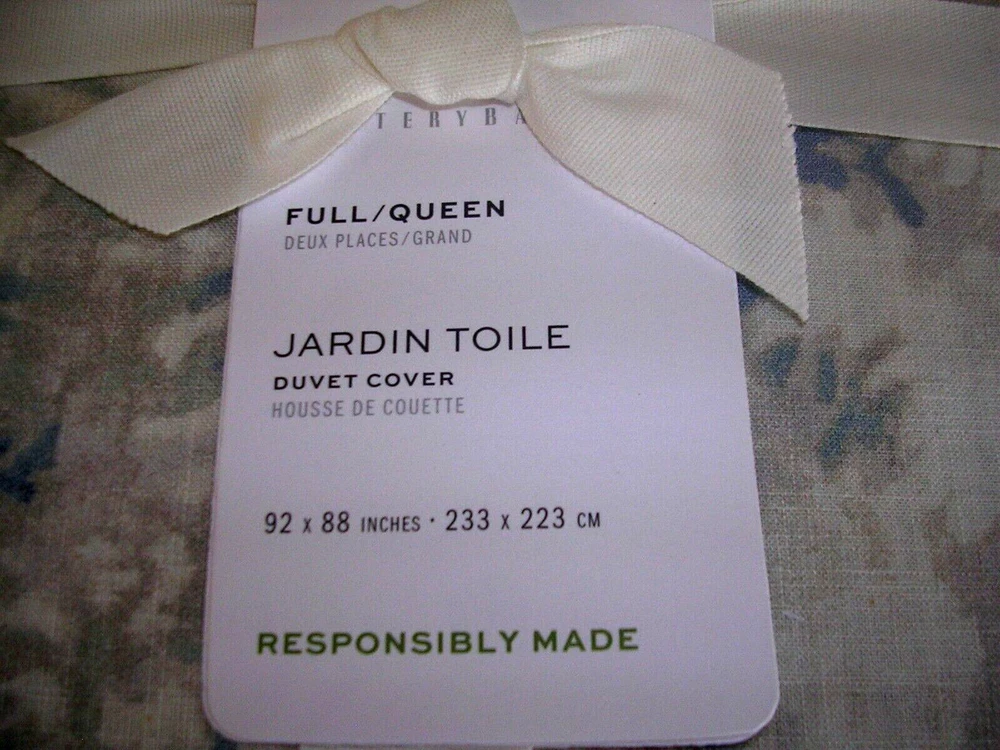 TERYBA
FULL/QUEEN
DEUX PLACES/GRAND
JARDIN TOILE
DUVET COVER
HOUSSE DE COUETTE
92 x 88 INCHES · 233 x 223 CM
RESPONSIBLY MADE